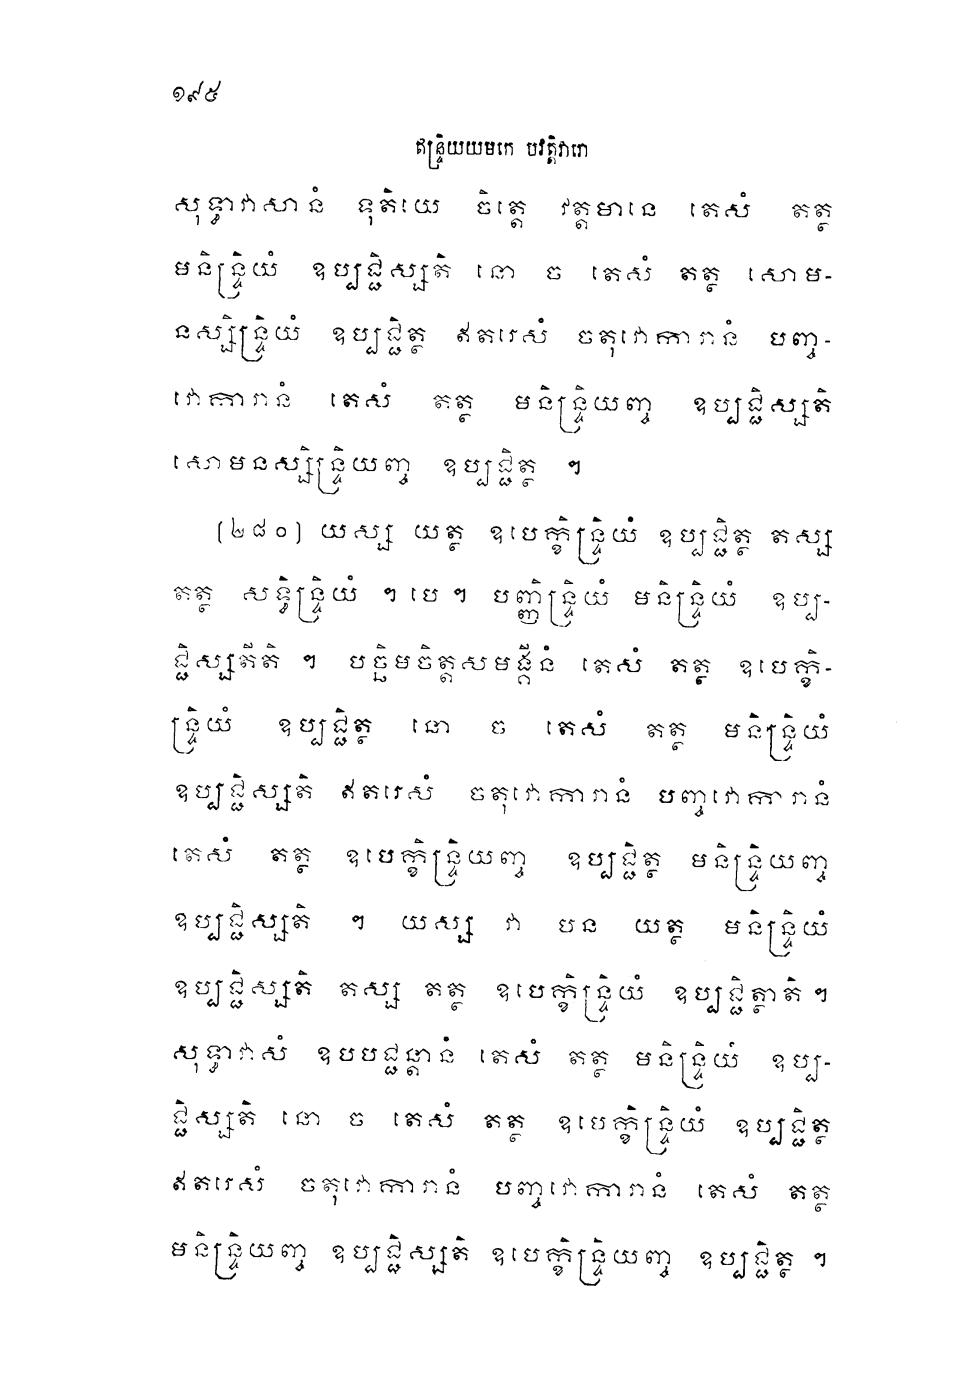 ១៩៥
ឥន្ទ្រិយយមកេ បវត្តិវារោ
សុទ្ធាវាសានំ ទុតិយេ ចិត្តេ វត្តមានេ តេសំ តត្ថ
មនិន្ទ្រិយំ ឧប្បជ្ជិស្សតិ នោ ច តេសំ តត្ថ សោម-
នស្សិន្ទ្រិយំ ឧប្បជ្ជិត្ថ ឥតរេសំ ចតុវោការានំ បញ្ច-
វោការានំ តេសំ តត្ថ មនិន្ទ្រិយញ្ច ឧប្បជ្ជិស្សតិ
សោមនស្សិន្ទ្រិយញ្ច ឧប្បជ្ជិត្ថ ។
(២៨០) យស្ស យត្ថ ឧបេក្ខិន្ទ្រិយំ ឧប្បជ្ជិត្ថ តស្ស
តត្ថ សទ្ធិន្ទ្រិយំ ។ បេ ។ បញ្ញិន្ទ្រិយំ មនិន្ទ្រិយំ ឧប្ប-
ជ្ជិស្សតីតិ ។ បច្ឆិមចិត្តសមង្គីនំ តេសំ តត្ថ ឧបេក្ខិ-
ន្ទ្រិយំ ឧប្បជ្ជិត្ថ នោ ច តេសំ តត្ថ មនិន្ទ្រិយំ
ឧប្បជ្ជិស្សតិ ឥតរេសំ ចតុវោការានំ បញ្ចវោការានំ
តេសំ តត្ថ ឧបេក្ខិន្ទ្រិយញ្ច ឧប្បជ្ជិត្ថ មនិន្ទ្រិយញ្ច
ឧប្បជ្ជិស្សតិ ។ យស្ស វា បន យត្ថ មនិន្ទ្រិយំ
ឧប្បជ្ជិស្សតិ តស្ស តត្ថ ឧបេក្ខិន្ទ្រិយំ ឧប្បជ្ជិត្ថាតិ ។
សុទ្ធាវាសំ ឧបបជ្ជន្តានំ តេសំ តត្ថ មនិន្ទ្រិយំ ឧប្ប-
ជ្ជិស្សតិ នោ ច តេសំ តត្ថ ឧបេក្ខិន្ទ្រិយំ ឧប្បជ្ជិត្ថ
ឥតរេសំ ចតុវោការានំ បញ្ចវោការានំ តេសំ តត្ថ
មនិន្ទ្រិយញ្ច ឧប្បជ្ជិស្សតិ ឧបេក្ខិន្ទ្រិយញ្ច ឧប្បជ្ជិត្ថ ។